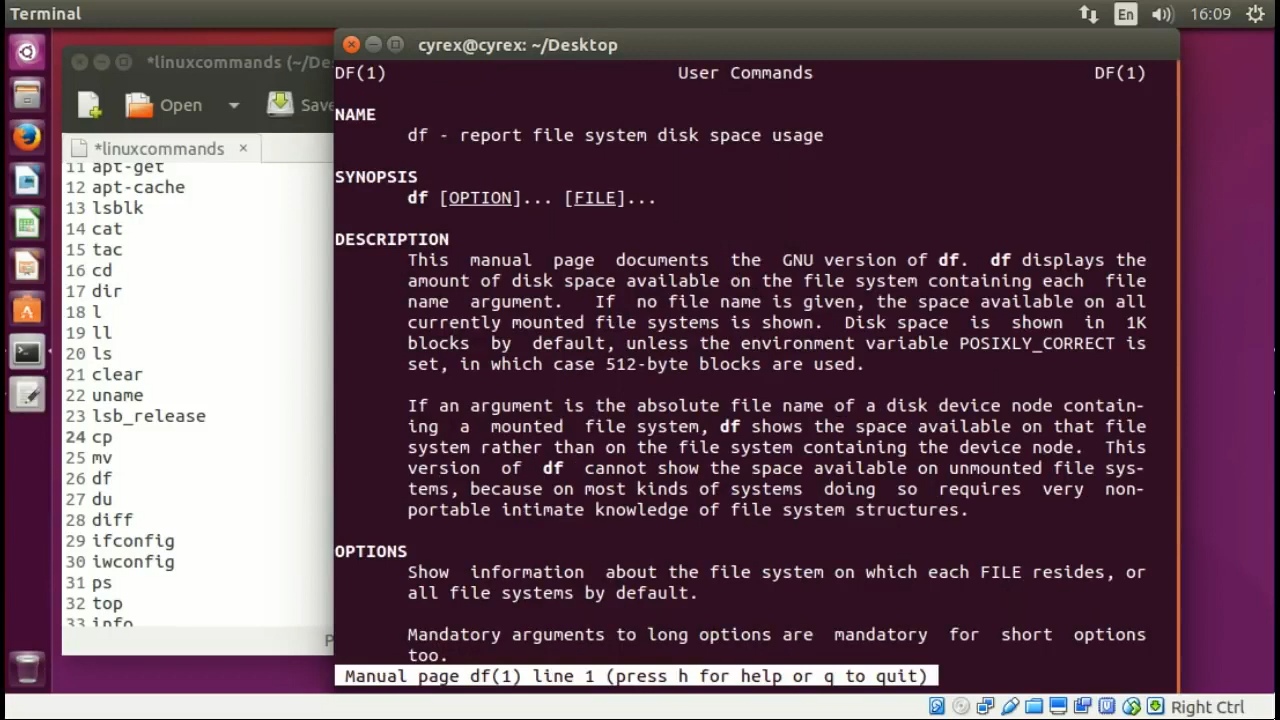 Terminal
En
16:09
*linuxcommands (~/De
Open
Save
*linuxcommands ×
11 apt-get
12 apt-cache
13 lsblk
14 cat
15 tac
16 cd
17 dir
18 l
19 ll
20 ls
21 clear
22 uname
23 lsb_release
24 cp
25 mv
26 df
27 du
28 diff
29 ifconfig
30 iwconfig
31 ps
32 top
33 info
P
cyrex@cyrex: ~/Desktop
DF(1) User Commands DF(1)
NAME
df - report file system disk space usage
SYNOPSIS
df [OPTION]... [FILE]...
DESCRIPTION
This manual page documents the GNU version of df. df displays the
amount of disk space available on the file system containing each file
name argument. If no file name is given, the space available on all
currently mounted file systems is shown. Disk space is shown in 1K
blocks by default, unless the environment variable POSIXLY_CORRECT is
set, in which case 512-byte blocks are used.
If an argument is the absolute file name of a disk device node contain-
ing a mounted file system, df shows the space available on that file
system rather than on the file system containing the device node. This
version of df cannot show the space available on unmounted file sys-
tems, because on most kinds of systems doing so requires very non-
portable intimate knowledge of file system structures.
OPTIONS
Show information about the file system on which each FILE resides, or
all file systems by default.
Mandatory arguments to long options are mandatory for short options
too.
Manual page df(1) line 1 (press h for help or q to quit)
Right Ctrl